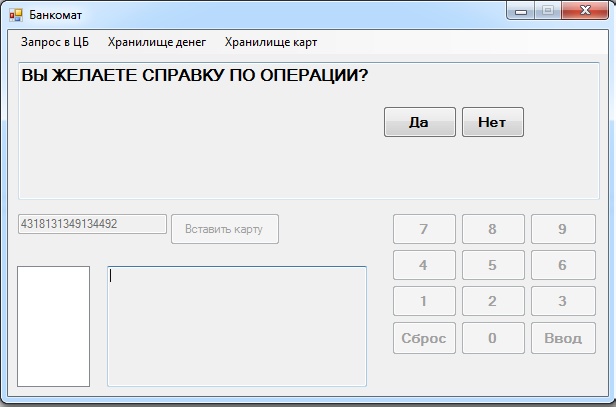 Банкомат
Запрос в ЦБ Хранилище денег Хранилище карт
ВЫ ЖЕЛАЕТЕ СПРАВКУ ПО ОПЕРАЦИИ?
Да Нет
4318131349134492 Вставить карту
7 8 9
4 5 6
1 2 3
Сброс 0 Ввод